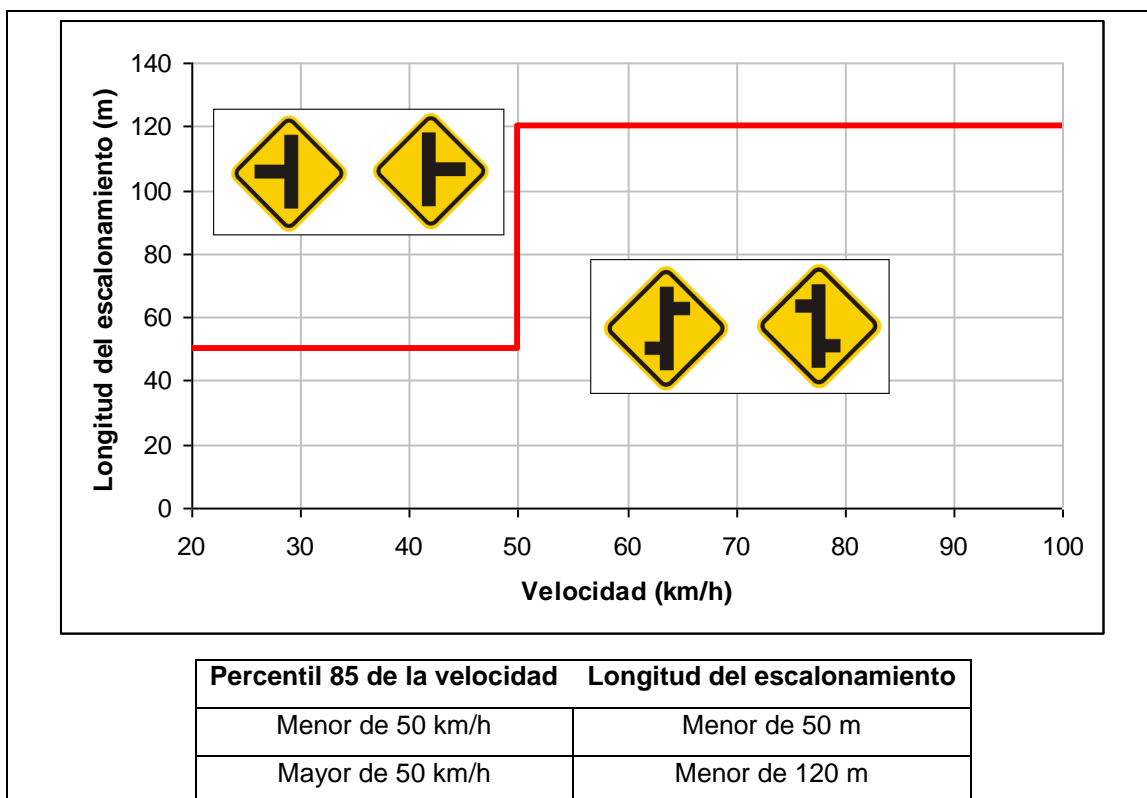 140
120
100
80
60
40
20
0
Longitud del escalonamiento (m)
20 30 40 50 60 70 80 90 100
Velocidad (km/h)
Percentil 85 de la velocidad Longitud del escalonamiento
Menor de 50 km/h Menor de 50 m
Mayor de 50 km/h Menor de 120 m